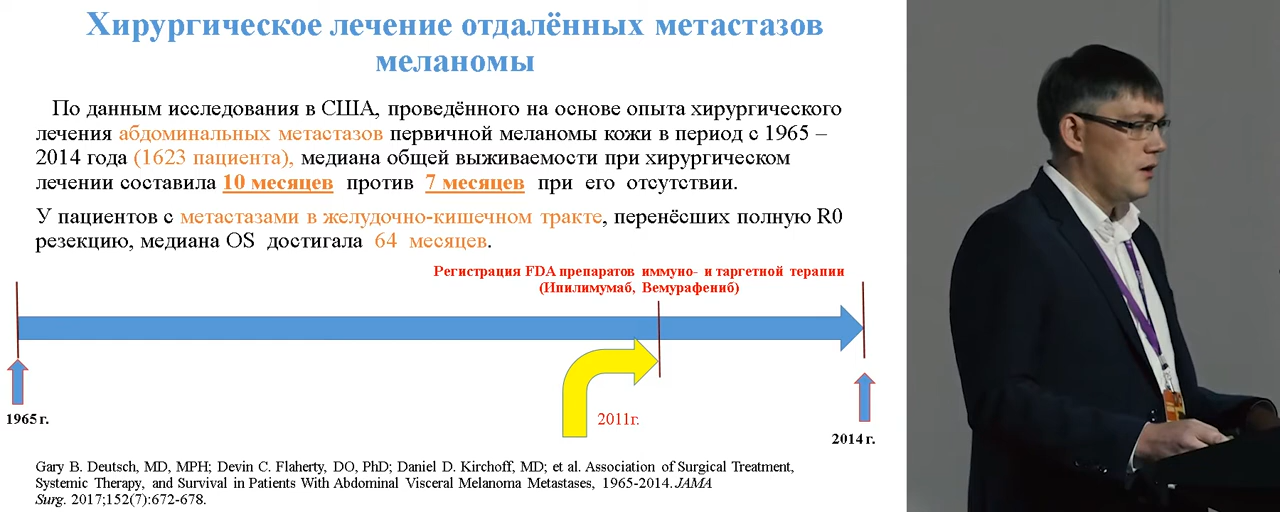 Хирургическое лечение отдалённых метастазов
меланомы
По данным исследования в США, проведённого на основе опыта хирургического
лечения абдоминальных метастазов первичной меланомы кожи в период с 1965 –
2014 года (1623 пациента), медиана общей выживаемости при хирургическом
лечении составила 10 месяцев против 7 месяцев при его отсутствии.
У пациентов с метастазами в желудочно-кишечном тракте, перенёсших полную R0
резекцию, медиана OS достигала 64 месяцев.
Регистрация FDA препаратов иммуно- и таргетной терапии
(Ипилимумаб, Вемурафениб)
1965 г.
2011г.
2014 г.
Gary B. Deutsch, MD, MPH; Devin C. Flaherty, DO, PhD; Daniel D. Kirchoff, MD; et al. Association of Surgical Treatment,
Systemic Therapy, and Survival in Patients With Abdominal Visceral Melanoma Metastases, 1965-2014. JAMA
Surg. 2017;152(7):672-678.